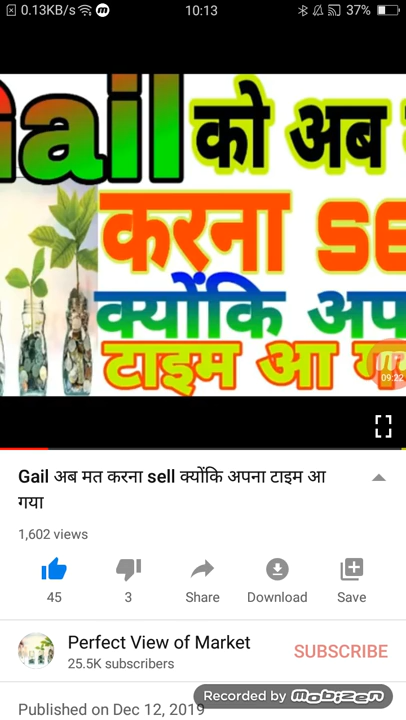 0.13KB/s
10:13
37%
Gail को अब
करना se
क्योंकि अप
टाइम आ ग
09:22
Gail अब मत करना sell क्योंकि अपना टाइम आ
गया
1,602 views
45
3
Share
Download
Save
Perfect View of Market
25.5K subscribers
SUBSCRIBE
Published on Dec 12, 2019
Recorded by mobizen